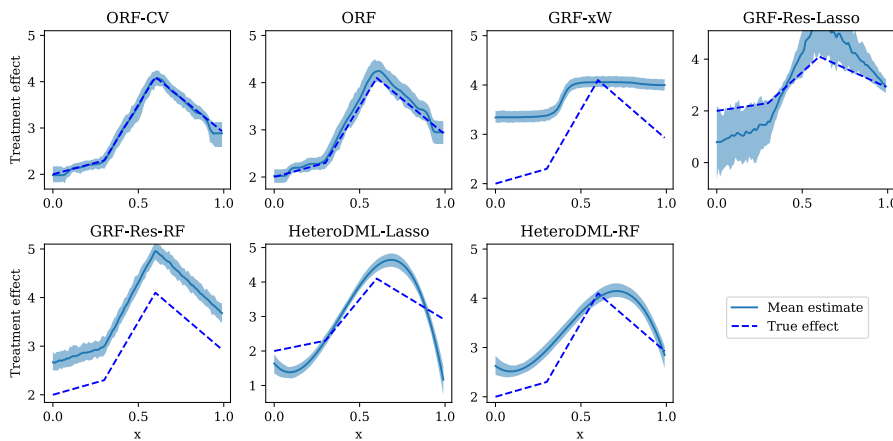 ORF-CV
ORF
GRF-xW
GRF-Res-Lasso
Treatment effect
5
4
3
2
0.0 0.5 1.0
5
4
3
2
0.0 0.5 1.0
5
4
3
2
0.0 0.5 1.0
4
2
0
0.0 0.5 1.0
GRF-Res-RF
HeteroDML-Lasso
HeteroDML-RF
Treatment effect
5
4
3
2
0.0 0.5 1.0
x
5
4
3
2
1
0.0 0.5 1.0
x
5
4
3
2
0.0 0.5 1.0
x
Mean estimate
True effect